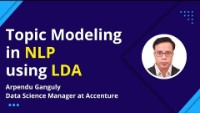 Topic Modeling
in NLP
using LDA
Arpendu Ganguly
Data Science Manager at Accenture